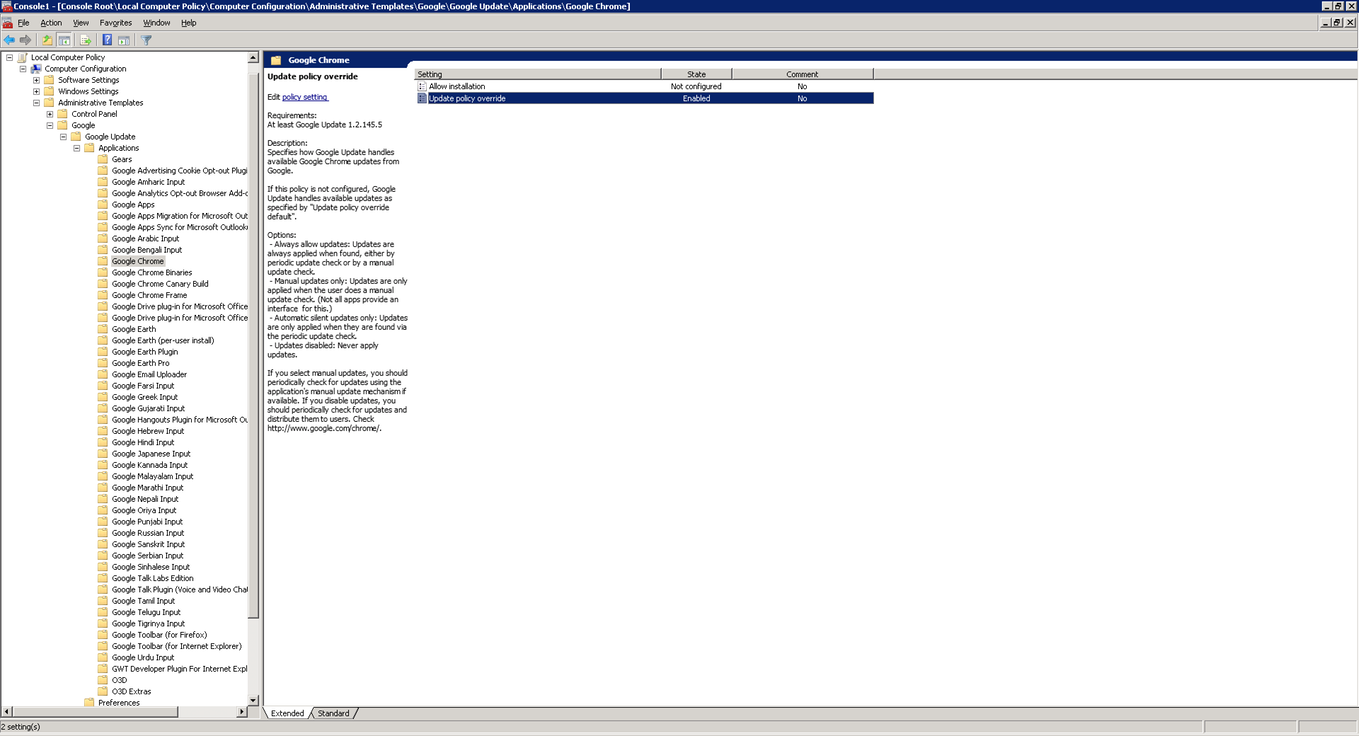 Console1 - [Console Root\Local Computer Policy\Computer Configuration\Administrative Templates\Google\Google Update\Applications\Google Chrome]
File Action View Favorites Window Help
Local Computer Policy
Computer Configuration
Software Settings
Windows Settings
Administrative Templates
Control Panel
Google
Google Update
Applications
Gears
Google Advertising Cookie Opt-out Plugi
Google Amharic Input
Google Analytics Opt-out Browser Add-o
Google Apps
Google Apps Migration for Microsoft Out
Google Apps Sync for Microsoft Outlook
Google Arabic Input
Google Bengali Input
Google Chrome
Google Chrome Binaries
Google Chrome Canary Build
Google Chrome Frame
Google Drive plug-in for Microsoft Office
Google Drive plug-in for Microsoft Office
Google Earth
Google Earth (per-user install)
Google Earth Plugin
Google Earth Pro
Google Email Uploader
Google Farsi Input
Google Greek Input
Google Gujarati Input
Google Hangouts Plugin for Microsoft Ou
Google Hebrew Input
Google Hindi Input
Google Japanese Input
Google Kannada Input
Google Malayalam Input
Google Marathi Input
Google Nepali Input
Google Oriya Input
Google Punjabi Input
Google Russian Input
Google Sanskrit Input
Google Serbian Input
Google Sinhalese Input
Google Talk Labs Edition
Google Talk Plugin (Voice and Video Chat
Google Tamil Input
Google Telugu Input
Google Tigrinya Input
Google Toolbar (for Firefox)
Google Toolbar (for Internet Explorer)
Google Urdu Input
GWT Developer Plugin For Internet Expl
O3D
O3D Extras
Preferences
Google Chrome
Update policy override
Edit policy setting
Requirements:
At least Google Update 1.2.145.5
Description:
Specifies how Google Update handles
available Google Chrome updates from
Google.
If this policy is not configured, Google
Update handles available updates as
specified by "Update policy override
default".
Options:
- Always allow updates: Updates are
always applied when found, either by
periodic update check or by a manual
update check.
- Manual updates only: Updates are only
applied when the user does a manual
update check. (Not all apps provide an
interface for this.)
- Automatic silent updates only: Updates
are only applied when they are found via
the periodic update check.
- Updates disabled: Never apply
updates.
If you select manual updates, you should
periodically check for updates using the
application's manual update mechanism if
available. If you disable updates, you
should periodically check for updates and
distribute them to users. Check
http://www.google.com/chrome/.
Setting State Comment
Allow installation Not configured No
Update policy override Enabled No
Extended Standard
2 setting(s)